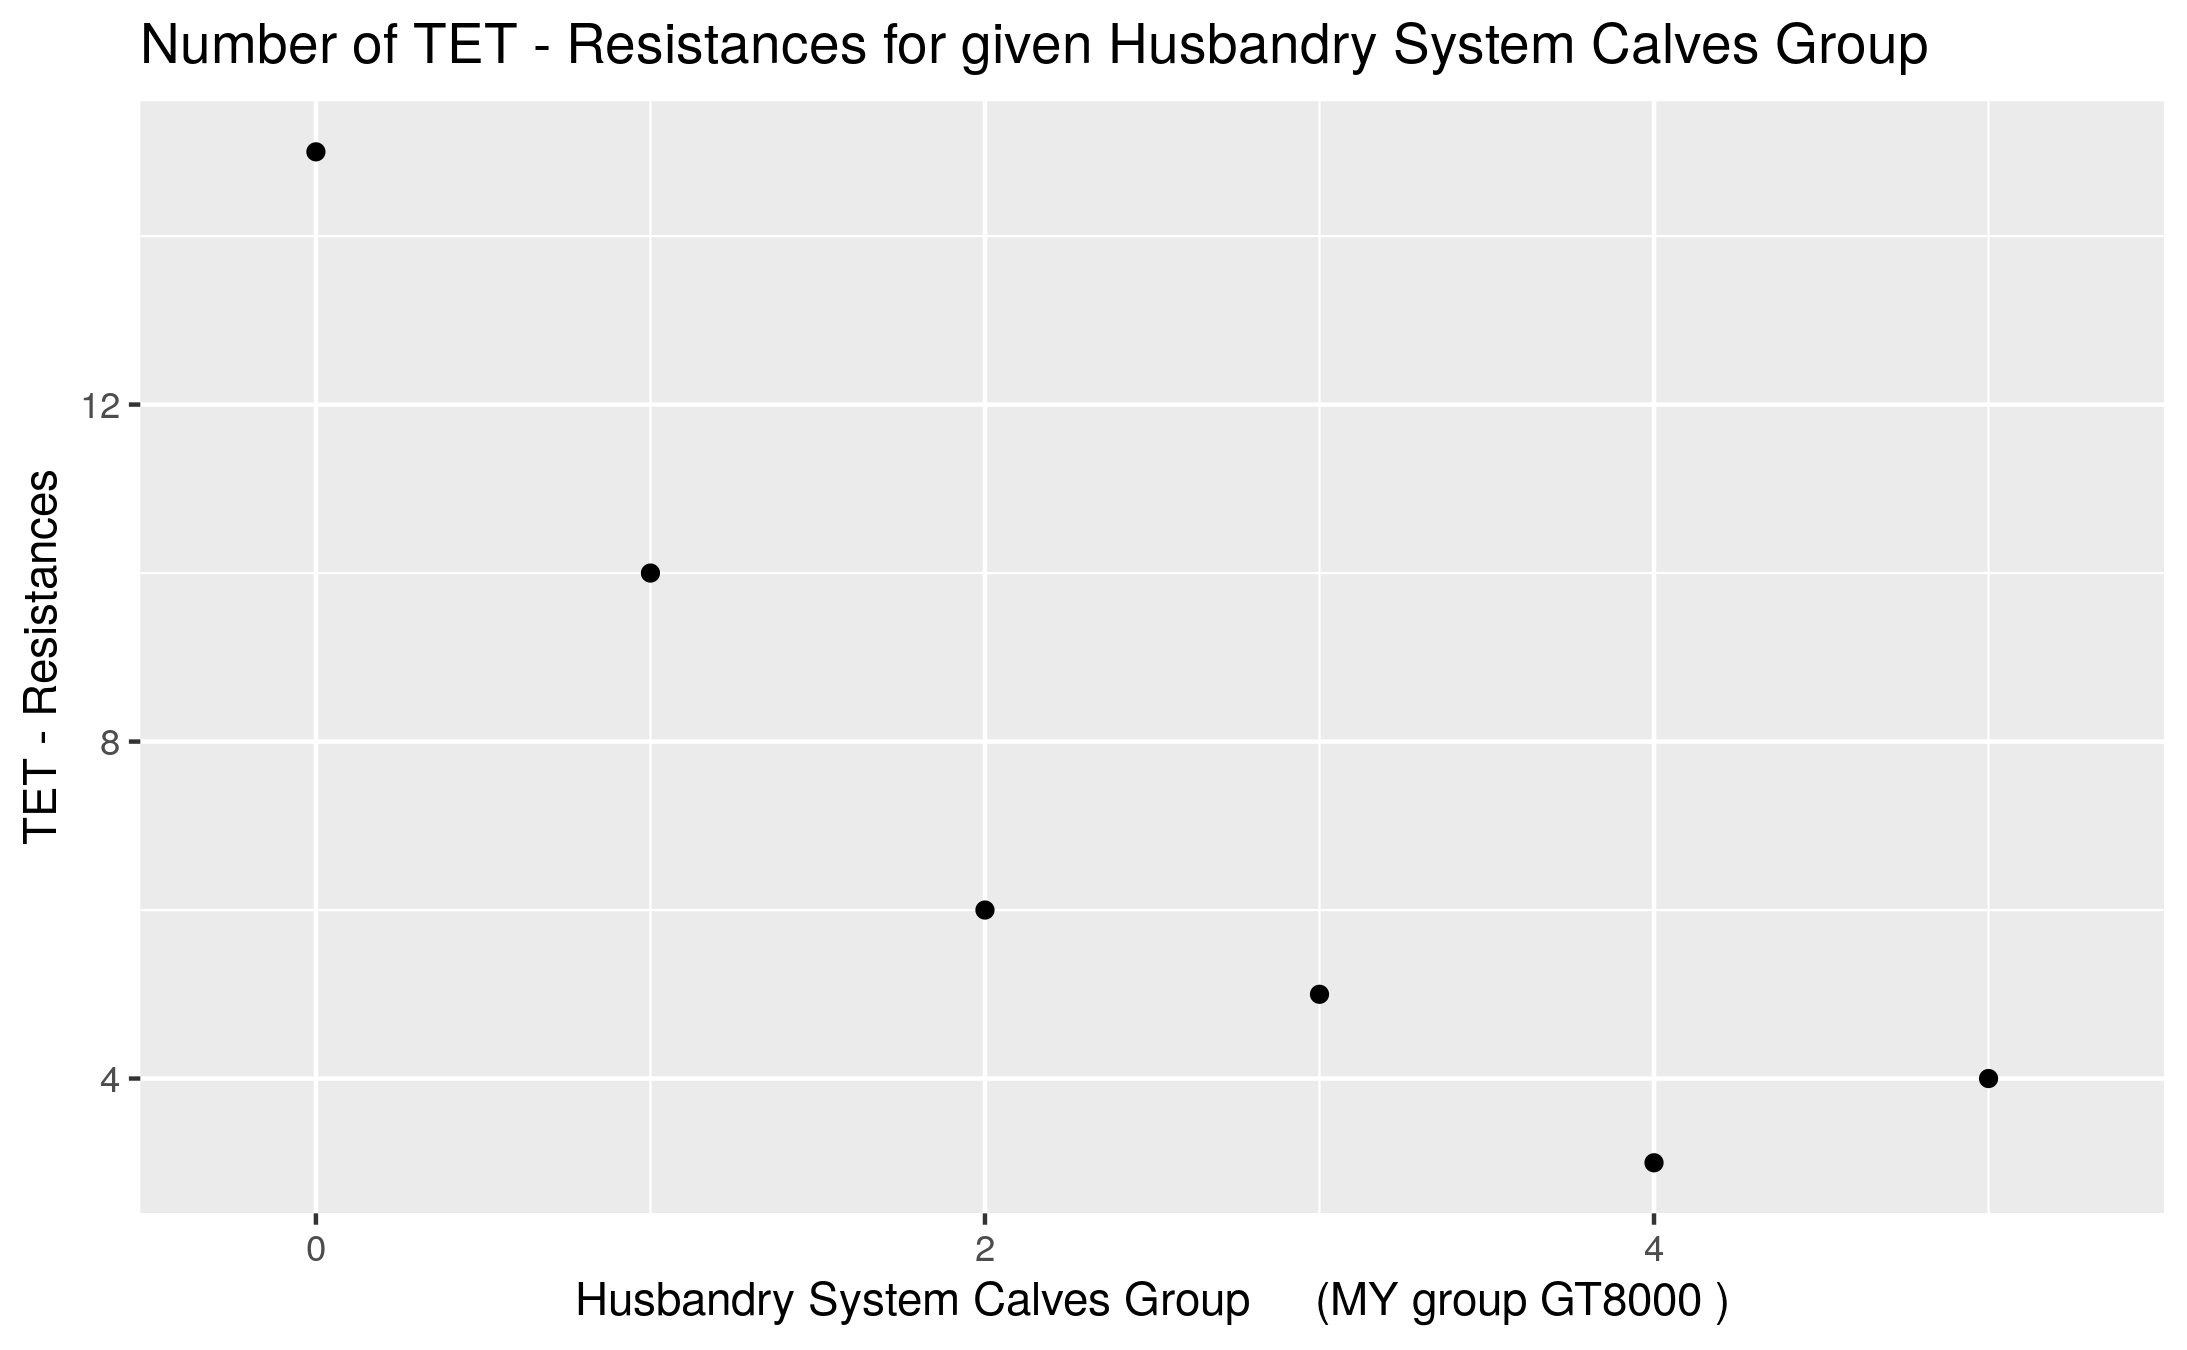 Number of TET - Resistances for given Husbandry System Calves Group
TET - Resistances
12
8
4
0 2 4
Husbandry System Calves Group (MY group GT8000 )